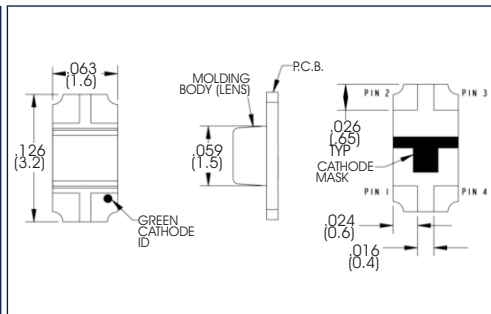 .063
(1.6)
.126
(3.2)
GREEN
CATHODE
ID
MOLDING
BODY (LENS)
P.C.B.
.059
(1.5)
PIN 2
PIN 3
.026
(.65)
TYP
CATHODE
MASK
PIN 1
PIN 4
.024
(0.6)
.016
(0.4)